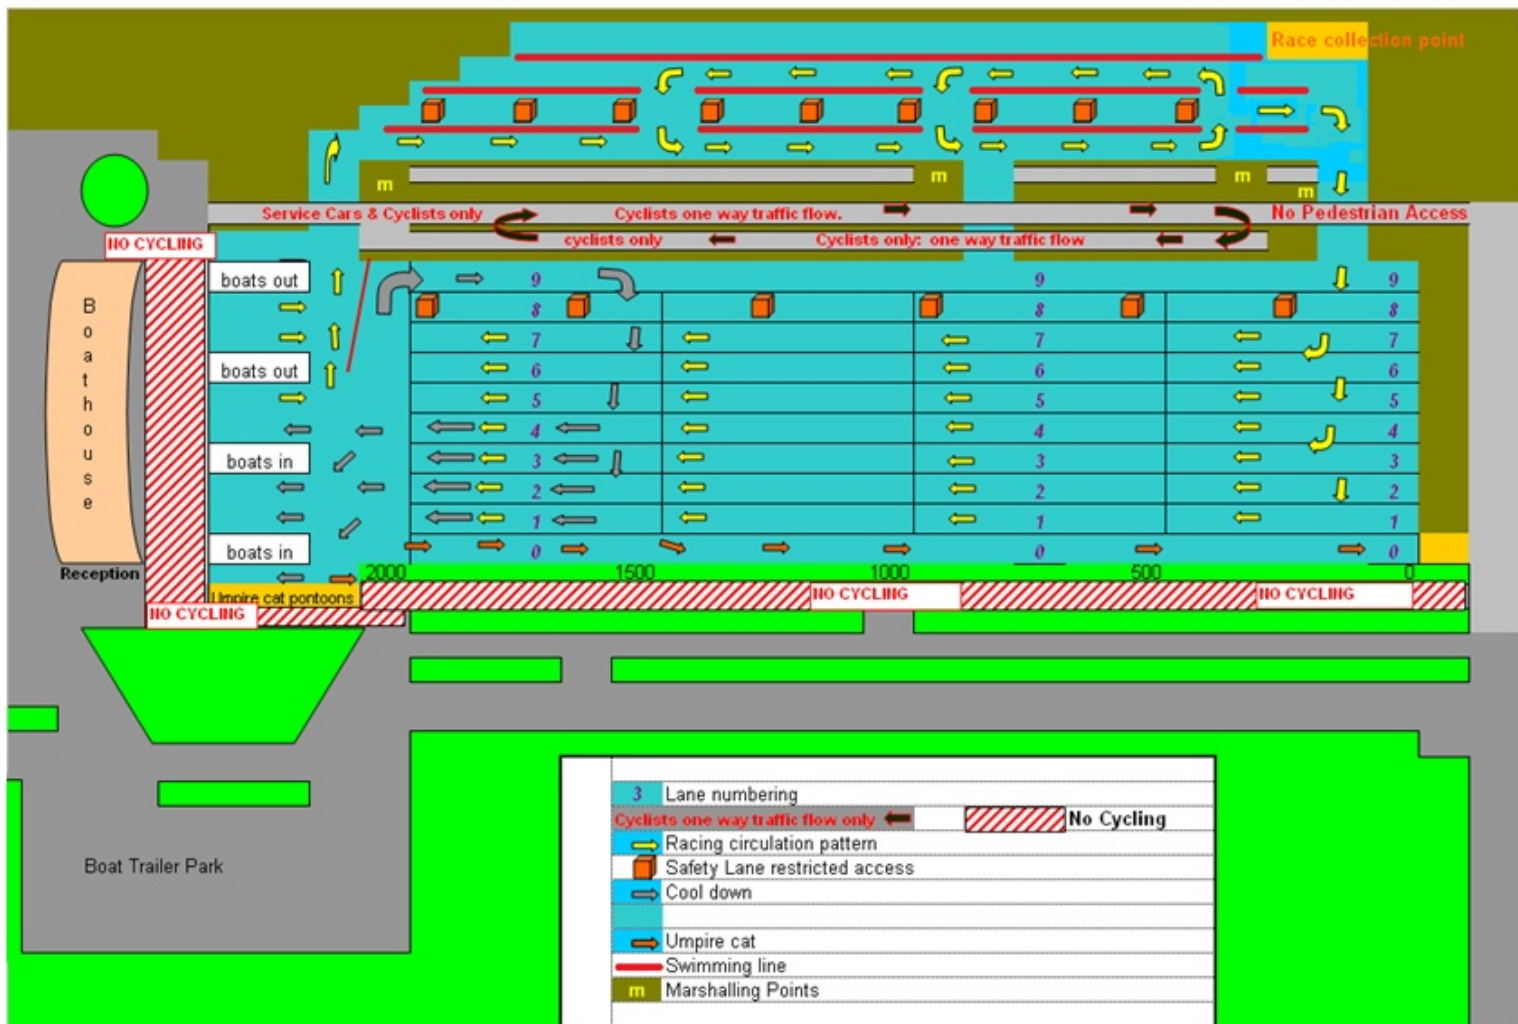 Race collection point
m
m
m
m
Service Cars & Cyclists only
Cyclists one way traffic flow.
No Pedestrian Access
cyclists only
Cyclists only: one way traffic flow
NO CYCLING
Boathouse
boats out
boats out
boats in
boats in
9 9 9
8 8
7 7 7
6 6 6
5 5 5
4 4 4
3 3 3
2 2 2
1 1 1
0 0 0
Reception
2000 1500 1000 500 0
Umpire cat pontoons
NO CYCLING
NO CYCLING
NO CYCLING
Boat Trailer Park
3 Lane numbering
Cyclists one way traffic flow only
No Cycling
Racing circulation pattern
Safety Lane restricted access
Cool down
Umpire cat
Swimming line
m Marshalling Points